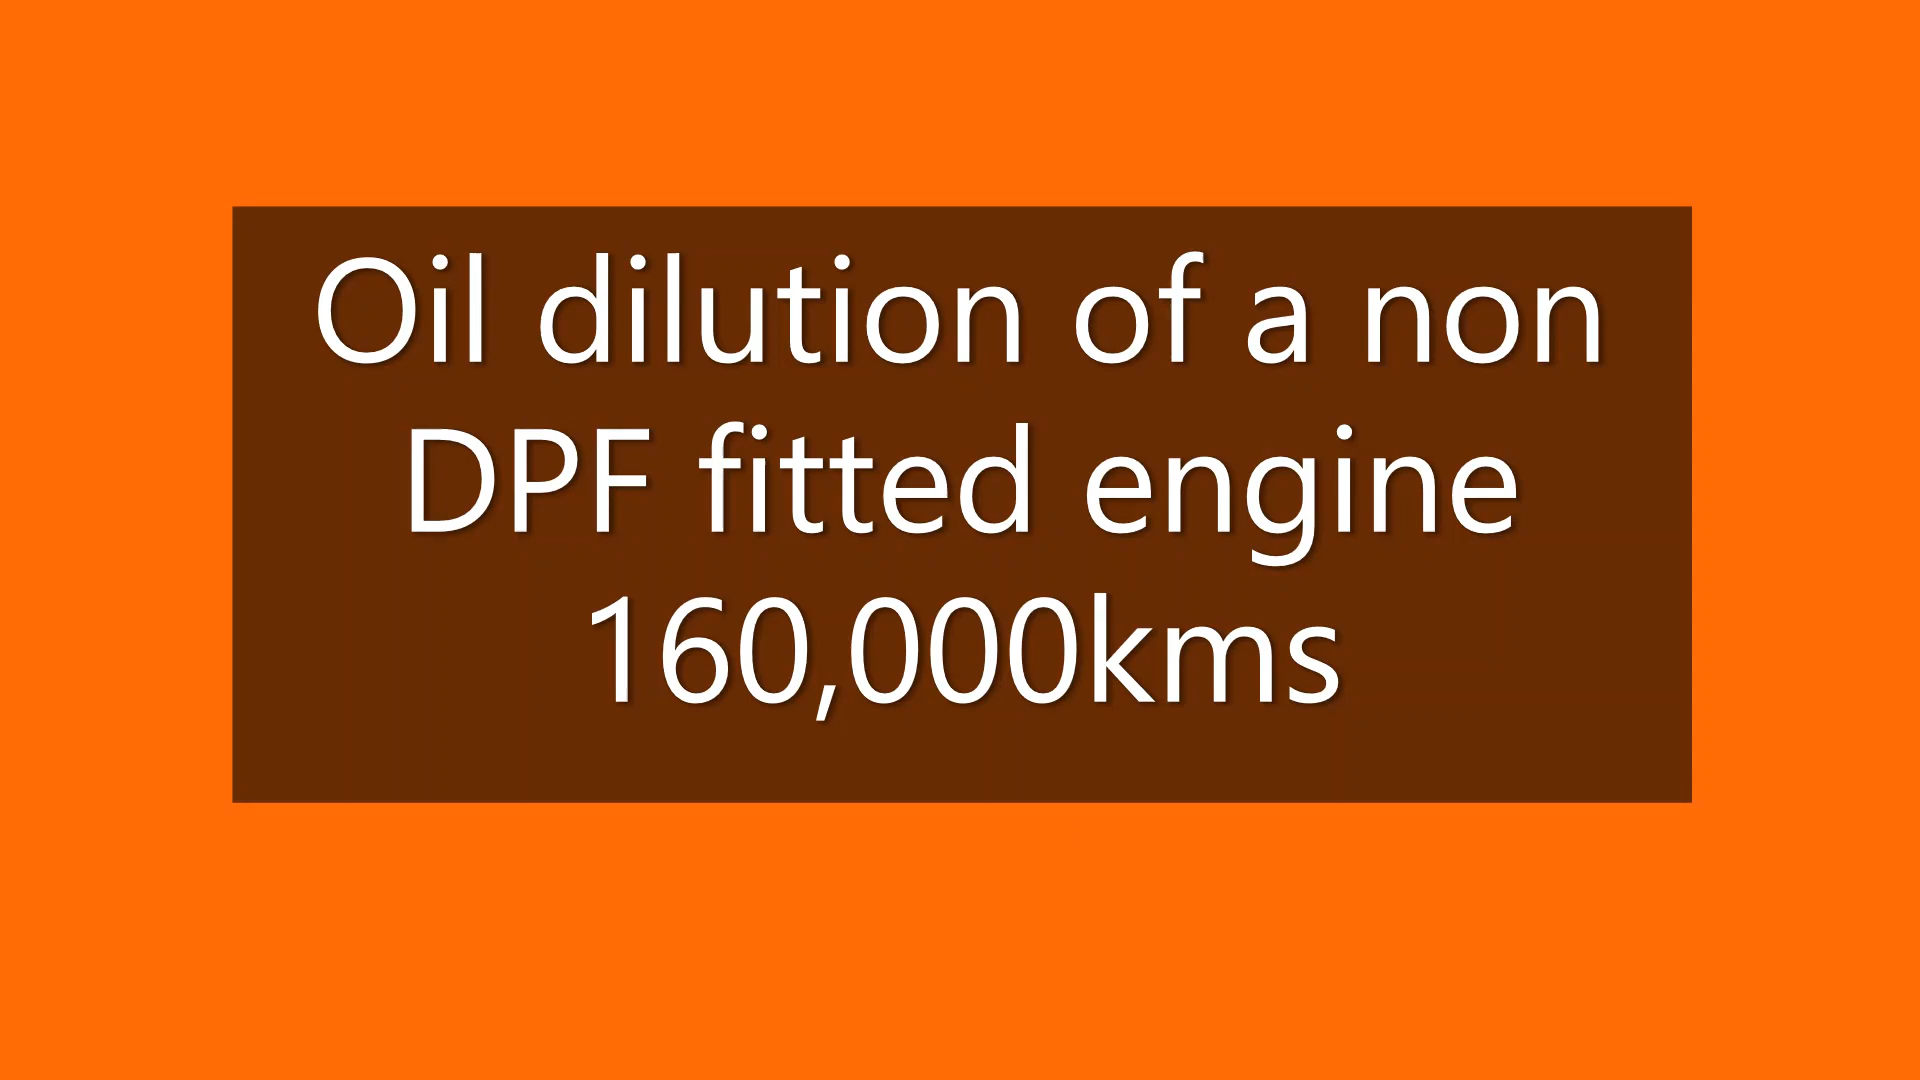 Oil dilution of a non
DPF fitted engine
160,000kms